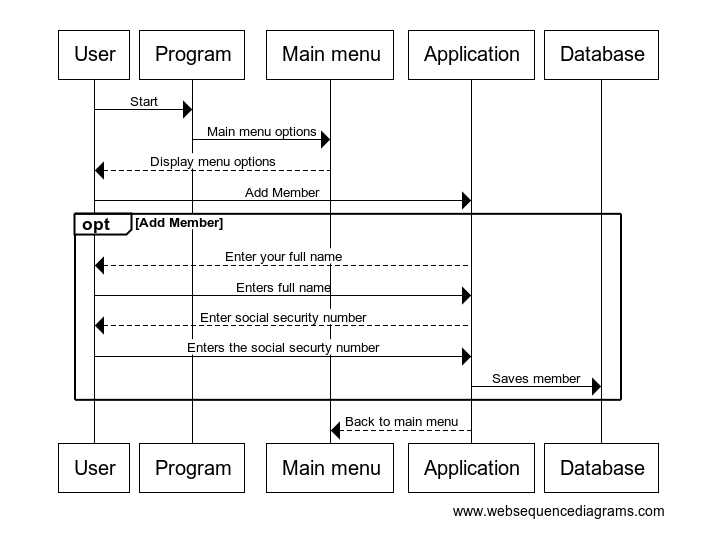 User Program Main menu Application Database
Start
Main menu options
Display menu options
Add Member
opt [Add Member]
Enter your full name
Enters full name
Enter social security number
Enters the social securty number
Saves member
Back to main menu
User Program Main menu Application Database
www.websequencediagrams.com